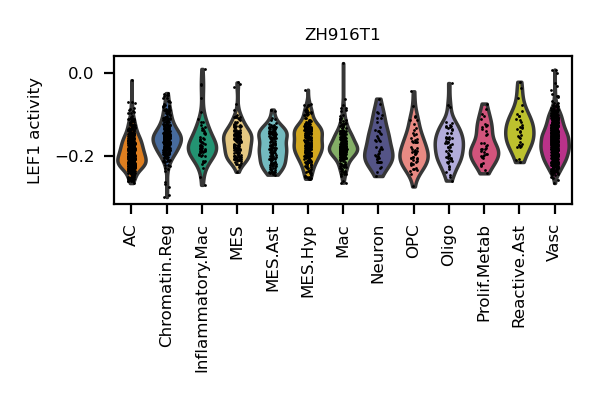 ZH916T1
LEF1 activity
0.0
−0.2
AC
Chromatin.Reg
Inflammatory.Mac
MES
MES.Ast
MES.Hyp
Mac
Neuron
OPC
Oligo
Prolif.Metab
Reactive.Ast
Vasc